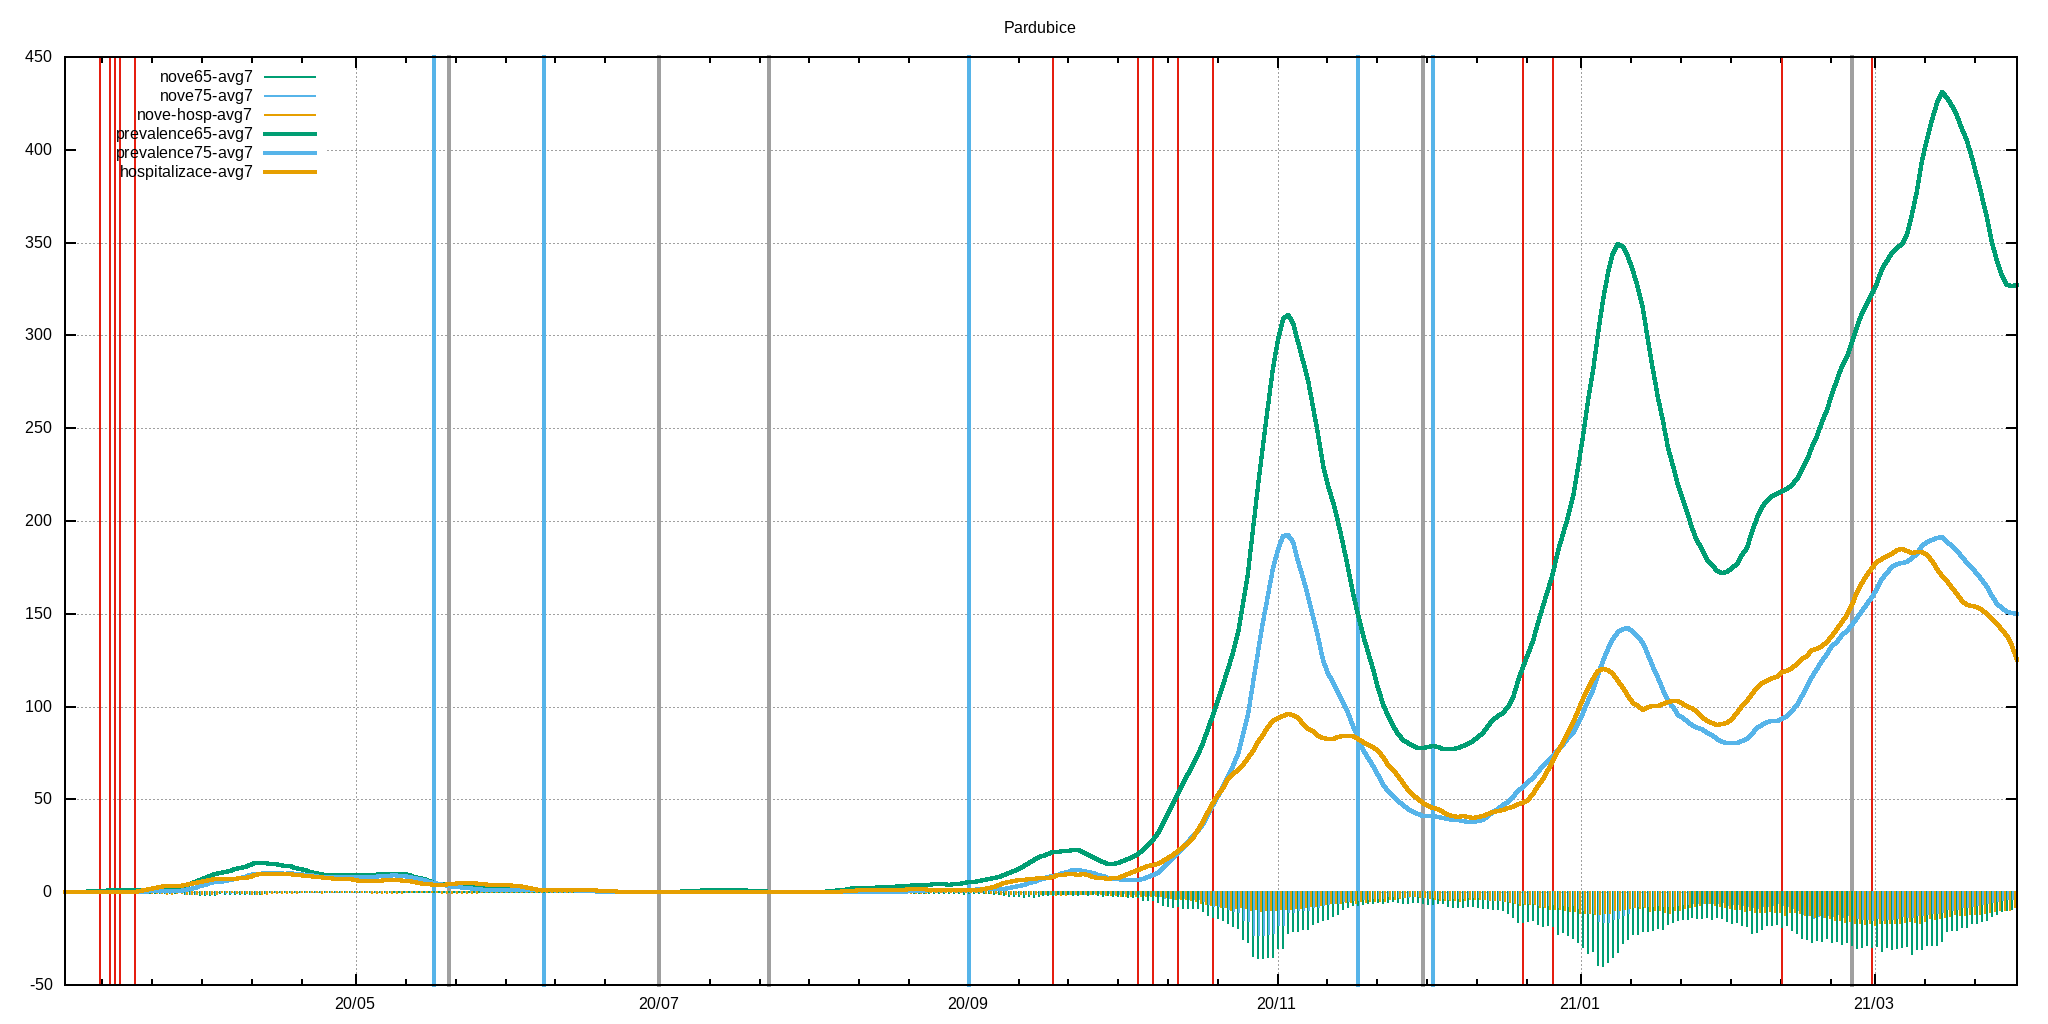 Pardubice
450
400
350
300
250
200
150
100
50
0
-50
nove65-avg7
nove75-avg7
nove-hosp-avg7
prevalence65-avg7
prevalence75-avg7
hospitalizace-avg7
20/05 20/07 20/09 20/11 21/01 21/03